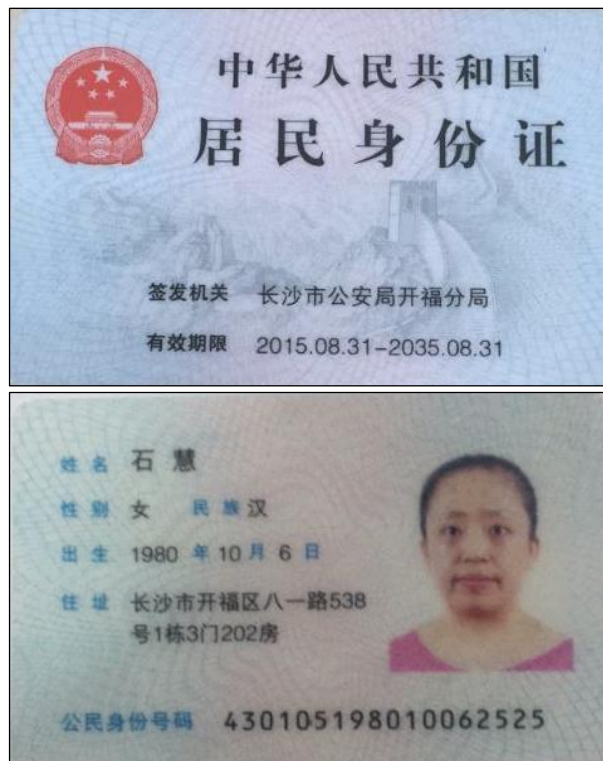 中华人民共和国
居民身份证
签发机关 长沙市公安局开福分局
有效期限 2015.08.31-2035.08.31
姓名 石慧
性别 女 民族 汉
出生 1980 年 10 月 6 日
住址 长沙市开福区八一路538
号1栋3门202房
公民身份号码 430105198010062525